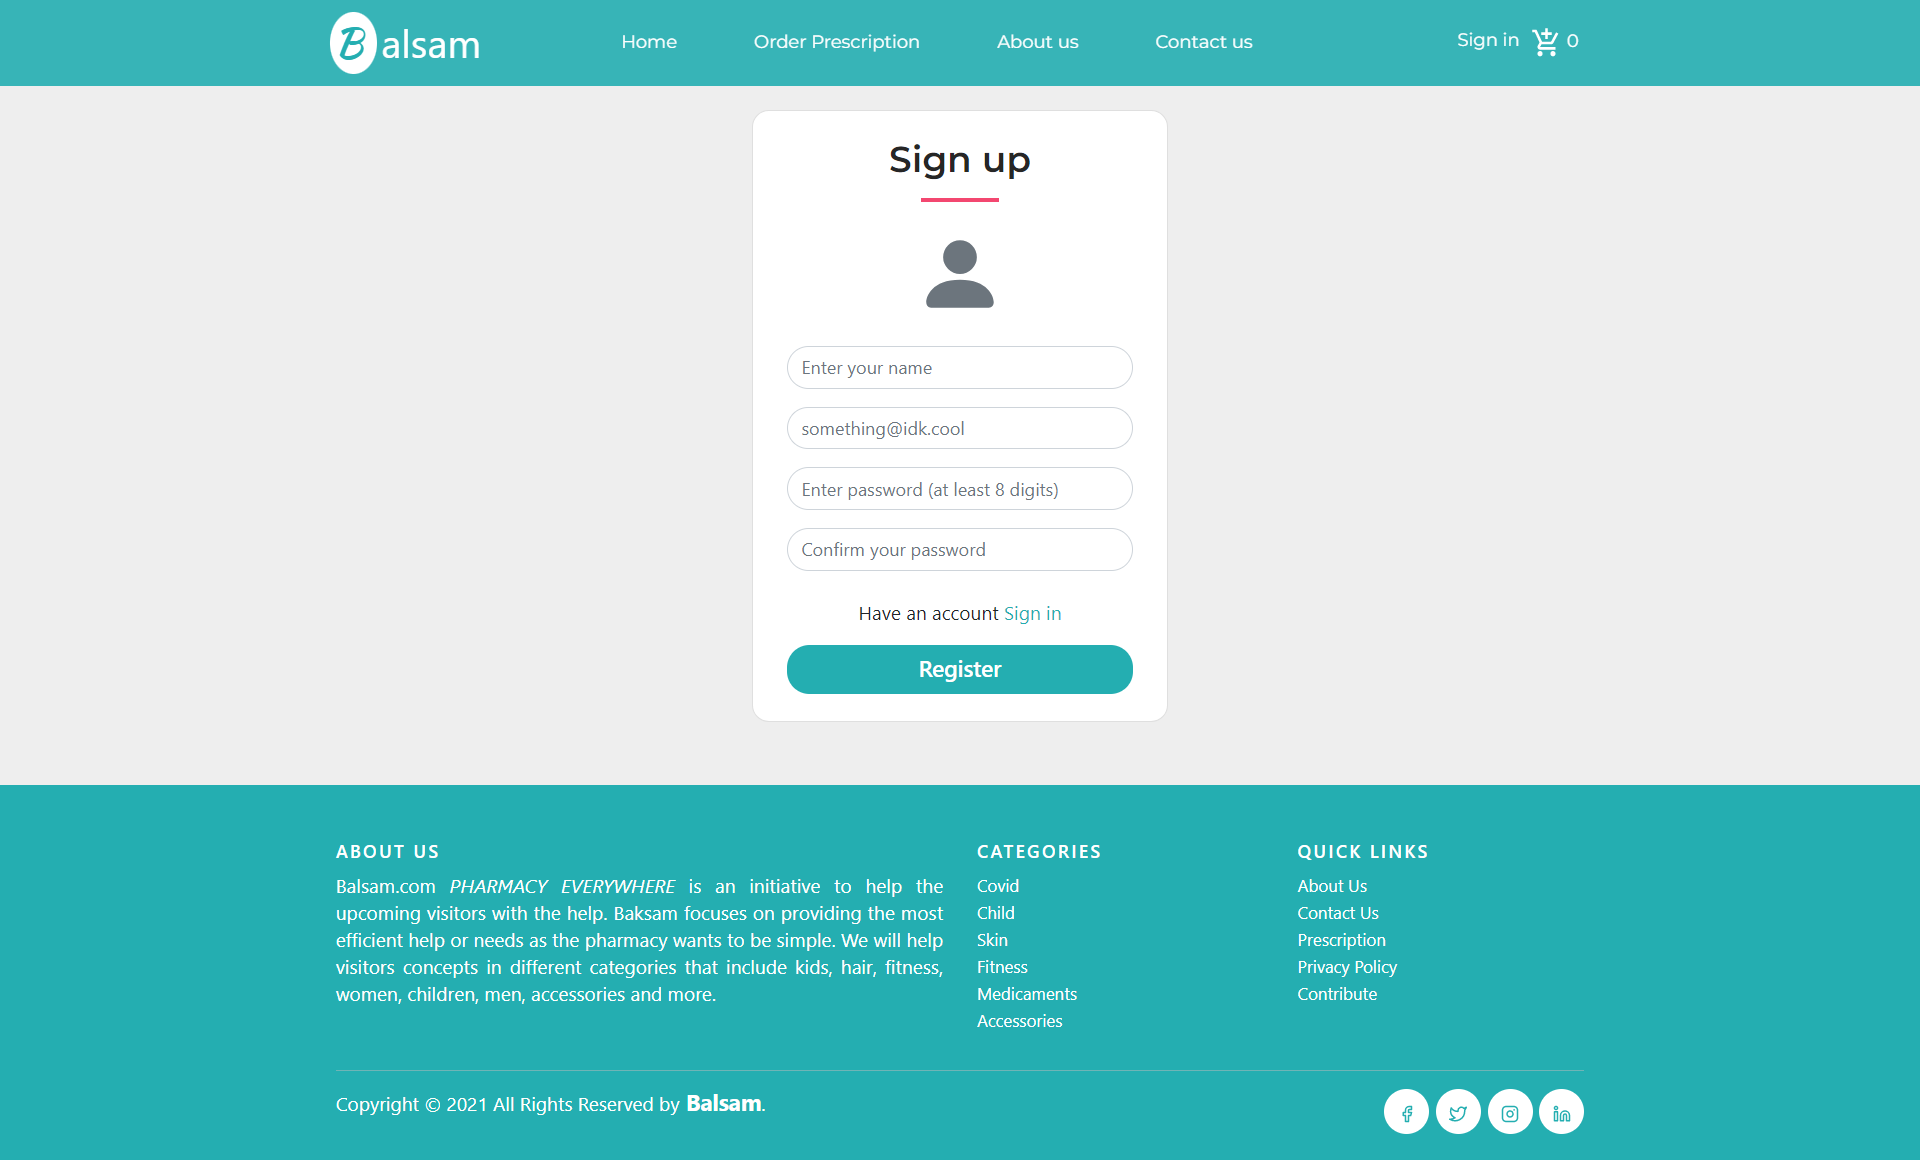 Balsam
Home
Order Prescription
About us
Contact us
Sign in
0
Sign up
Enter your name
something@idk.cool
Enter password (at least 8 digits)
Confirm your password
Have an account Sign in
Register
ABOUT US
Balsam.com PHARMACY EVERYWHERE is an initiative to help the
upcoming visitors with the help. Baksam focuses on providing the most
efficient help or needs as the pharmacy wants to be simple. We will help
visitors concepts in different categories that include kids, hair, fitness,
women, children, men, accessories and more.
CATEGORIES
Covid
Child
Skin
Fitness
Medicaments
Accessories
QUICK LINKS
About Us
Contact Us
Prescription
Privacy Policy
Contribute
Copyright © 2021 All Rights Reserved by Balsam.